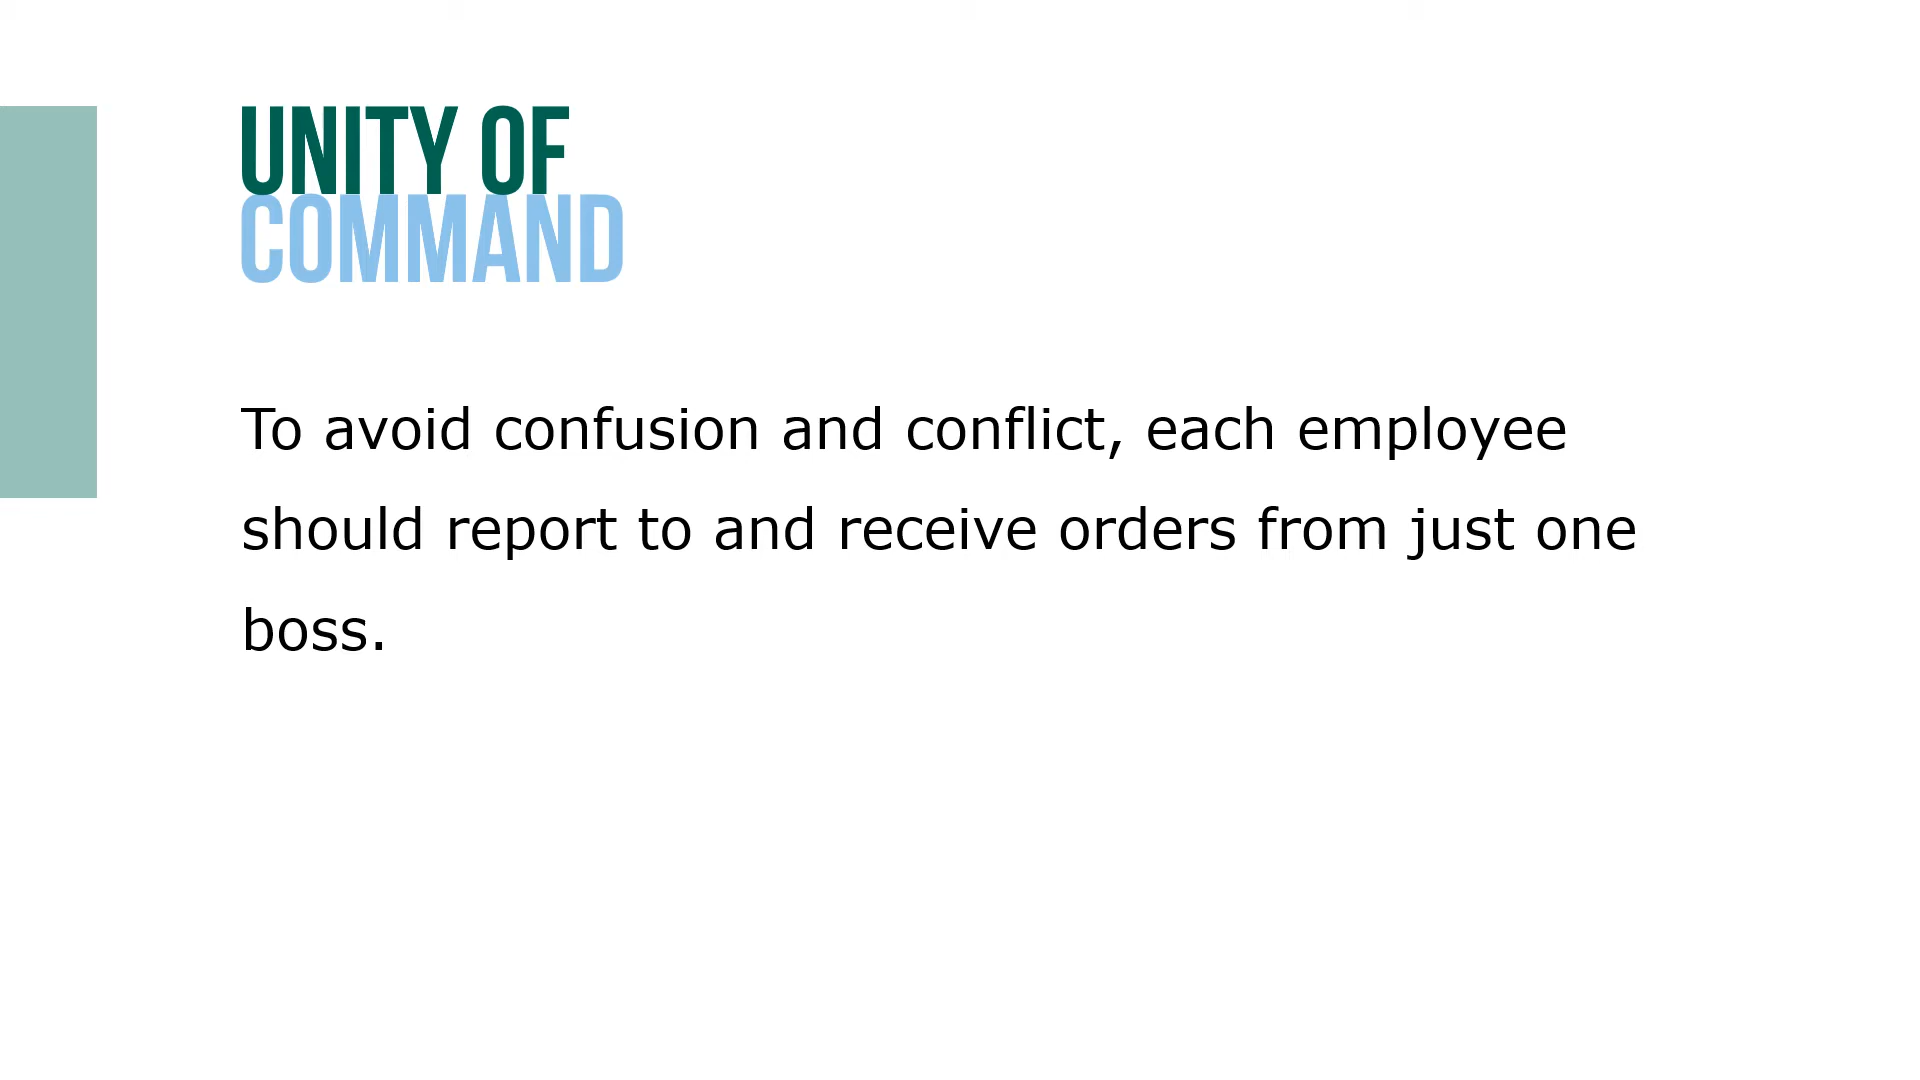 UNITY OF
COMMAND
To avoid confusion and conflict, each employee
should report to and receive orders from just one
boss.